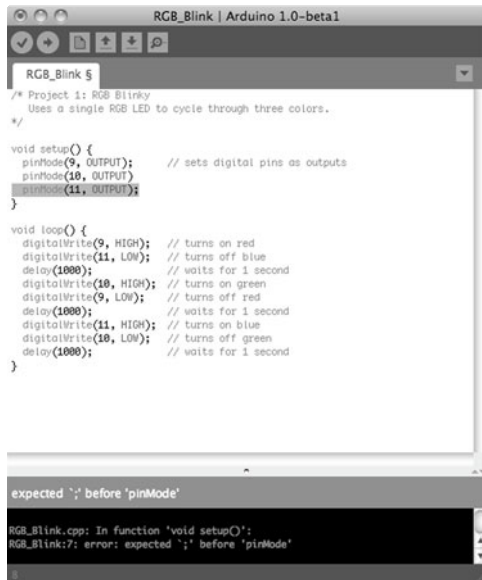 RGB_Blink | Arduino 1.0-beta1
RGB_Blink §
/* Project 1: RGB Blinky
Uses a single RGB LED to cycle through three colors.
*/
void setup() {
pinMode(9, OUTPUT); // sets digital pins as outputs
pinMode(10, OUTPUT)
pinMode(11, OUTPUT);
}
void loop() {
digitalWrite(9, HIGH); // turns on red
digitalWrite(11, LOW); // turns off blue
delay(1000); // waits for 1 second
digitalWrite(10, HIGH); // turns on green
digitalWrite(9, LOW); // turns off red
delay(1000); // waits for 1 second
digitalWrite(11, HIGH); // turns on blue
digitalWrite(10, LOW); // turns off green
delay(1000); // waits for 1 second
}
expected `;' before 'pinMode'
RGB_Blink.cpp: In function 'void setup()':
RGB_Blink:7: error: expected `;' before 'pinMode'
8